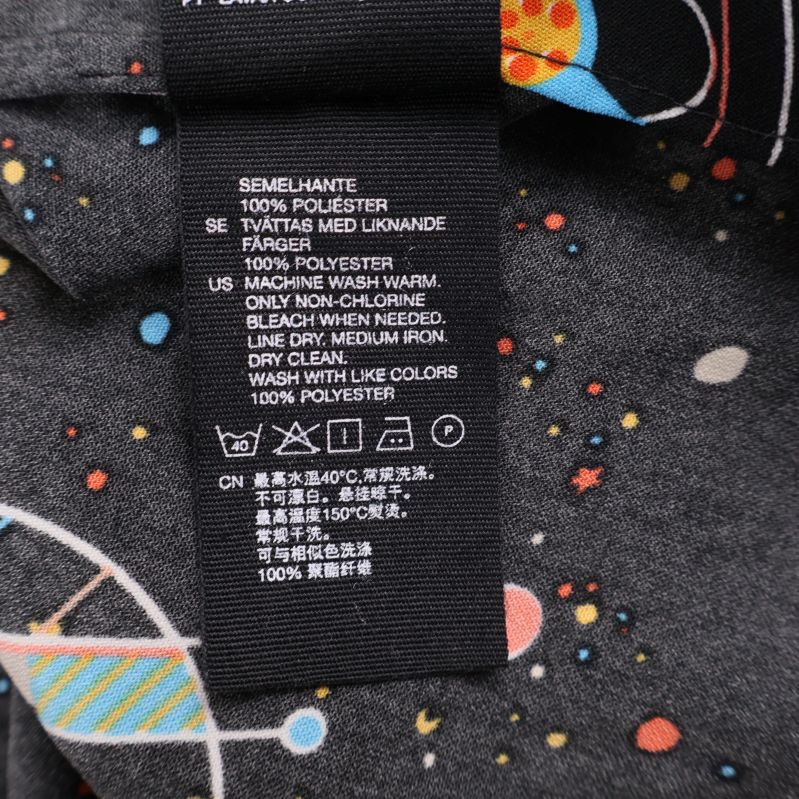 SEMELHANTE
100% POLIÉSTER
SE TVÄTTAS MED LIKNANDE
FÄRGER
100% POLYESTER
US MACHINE WASH WARM.
ONLY NON-CHLORINE
BLEACH WHEN NEEDED.
LINE DRY. MEDIUM IRON.
DRY CLEAN.
WASH WITH LIKE COLORS
100% POLYESTER
40 P
CN 最高水温40°C,常规洗涤。
不可漂白。悬挂晾干。
最高温度150°C熨烫。
常规干洗。
可与相似色洗涤
100% 聚酯纤维